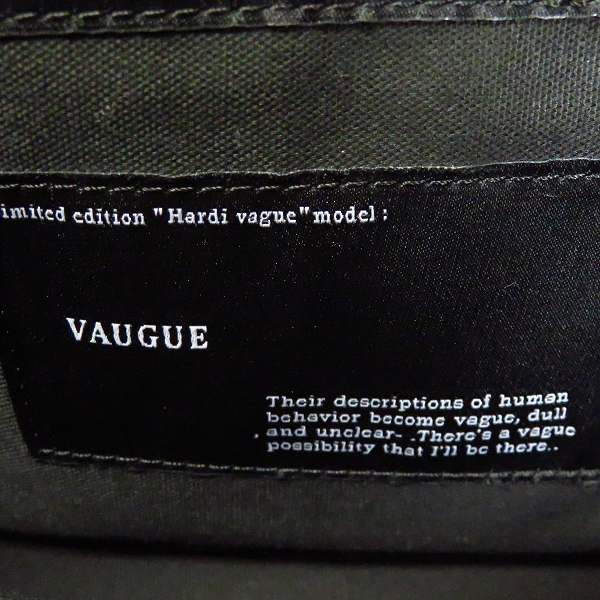 imited edition "Hardi vague"model:
VAUGUE
Their descriptions of human
behavior become vague, dull
, and unclear- .There's a vague
possibility that I'll be there..